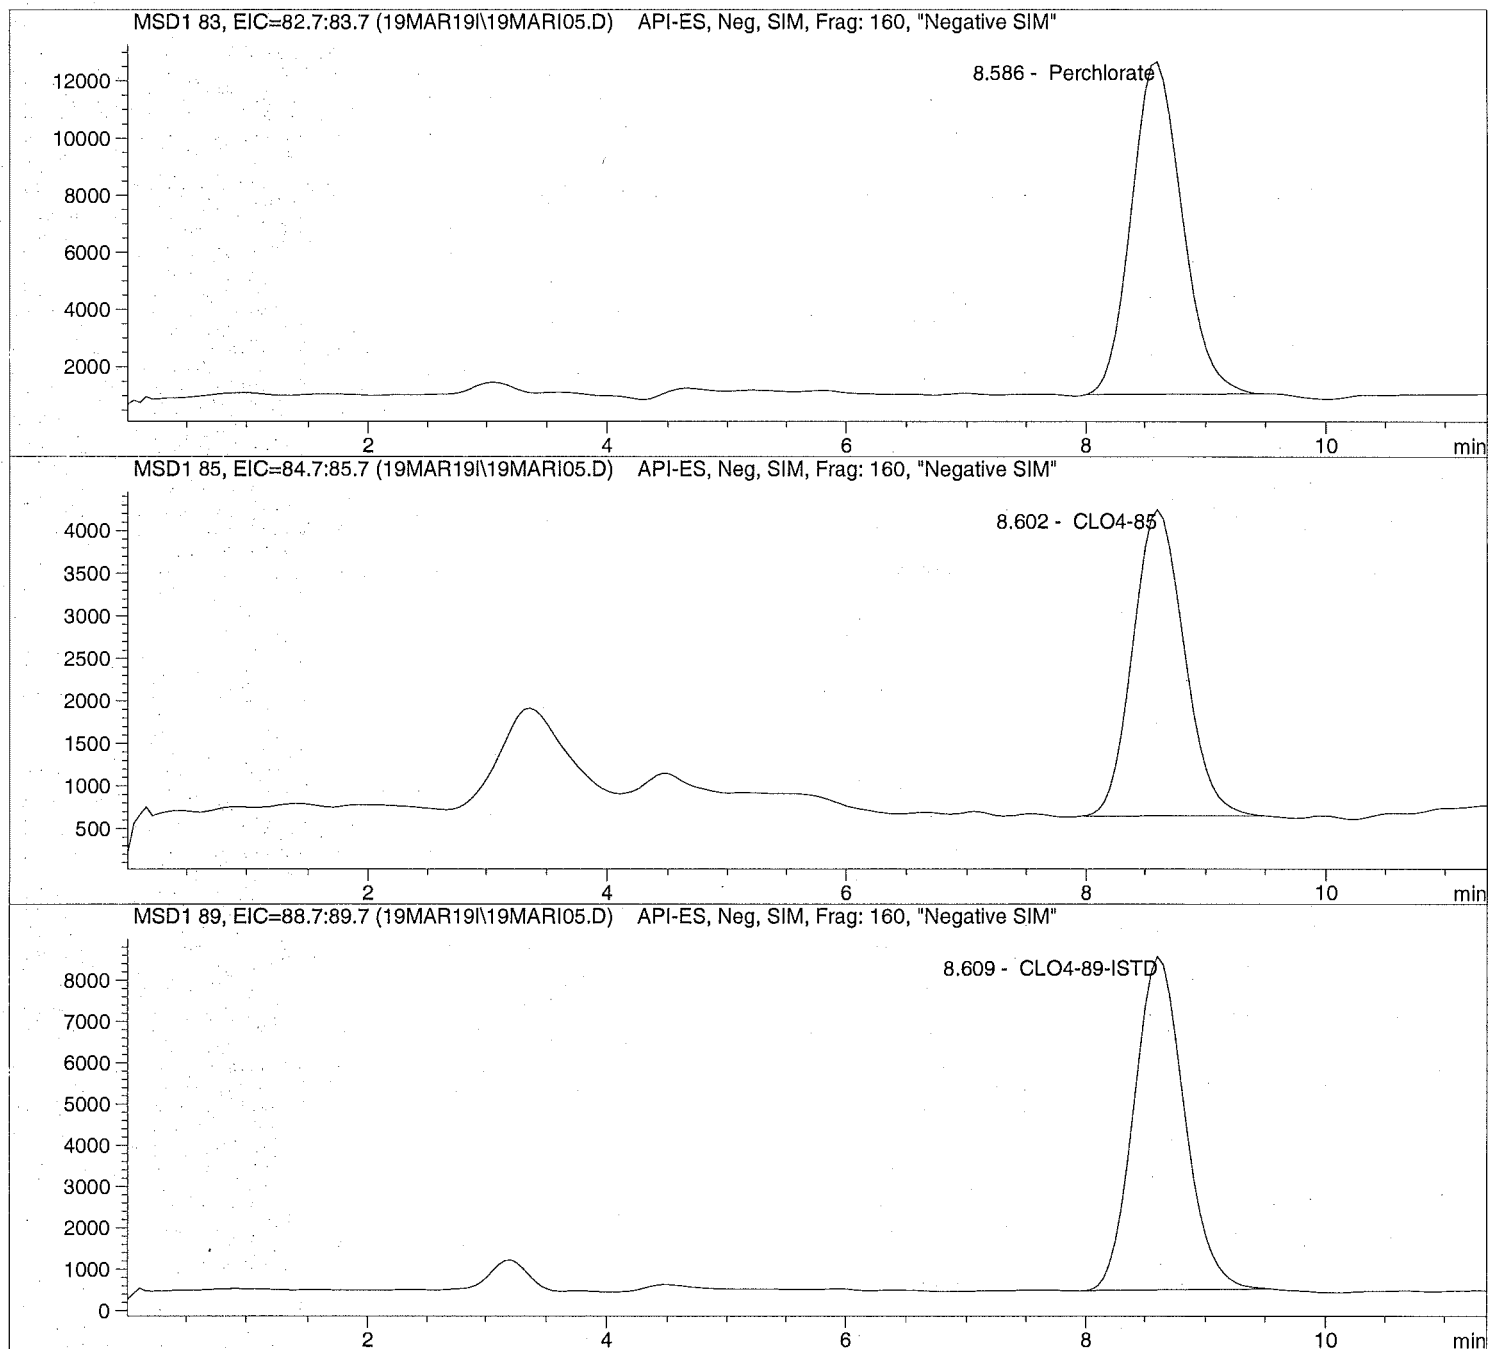 MSD1 83, EIC=82.7:83.7 (19MAR19I\19MARI05.D) API-ES, Neg, SIM, Frag: 160, "Negative SIM"
8.586 - Perchlorate
12000
10000
8000
6000
4000
2000
2 4 6 8 10 min
MSD1 85, EIC=84.7:85.7 (19MAR19I\19MARI05.D) API-ES, Neg, SIM, Frag: 160, "Negative SIM"
8.602 - CLO4-85
4000
3500
3000
2500
2000
1500
1000
500
2 4 6 8 10 min
MSD1 89, EIC=88.7:89.7 (19MAR19I\19MARI05.D) API-ES, Neg, SIM, Frag: 160, "Negative SIM"
8.609 - CLO4-89-ISTD
8000
7000
6000
5000
4000
3000
2000
1000
0
2 4 6 8 10 min